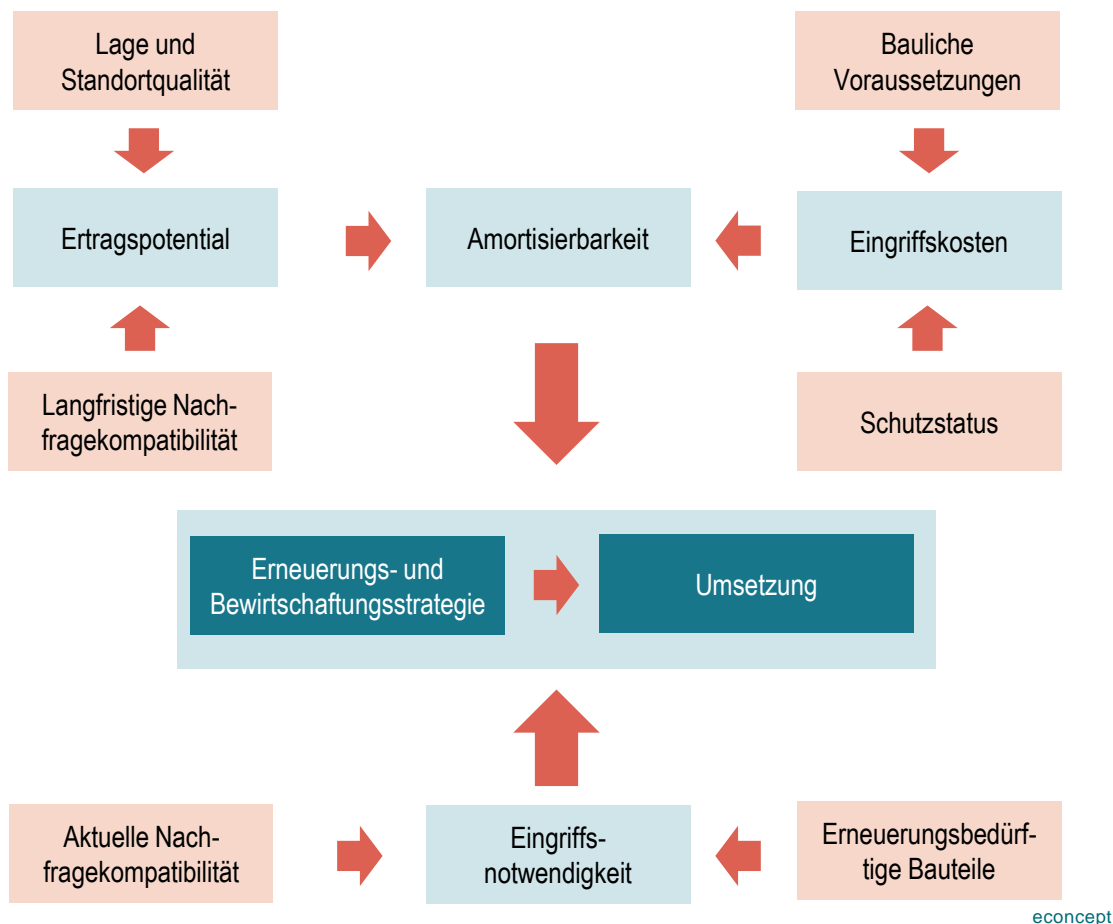 Lage und
Standortqualität
Bauliche
Voraussetzungen
Ertragspotential
Amortisierbarkeit
Eingriffskosten
Langfristige Nach-
fragekompatibilität
Schutzstatus
Erneuerungs- und
Bewirtschaftungsstrategie
Umsetzung
Aktuelle Nach-
fragekompatibilität
Eingriffs-
notwendigkeit
Erneuerungsbedürf-
tige Bauteile
econcept